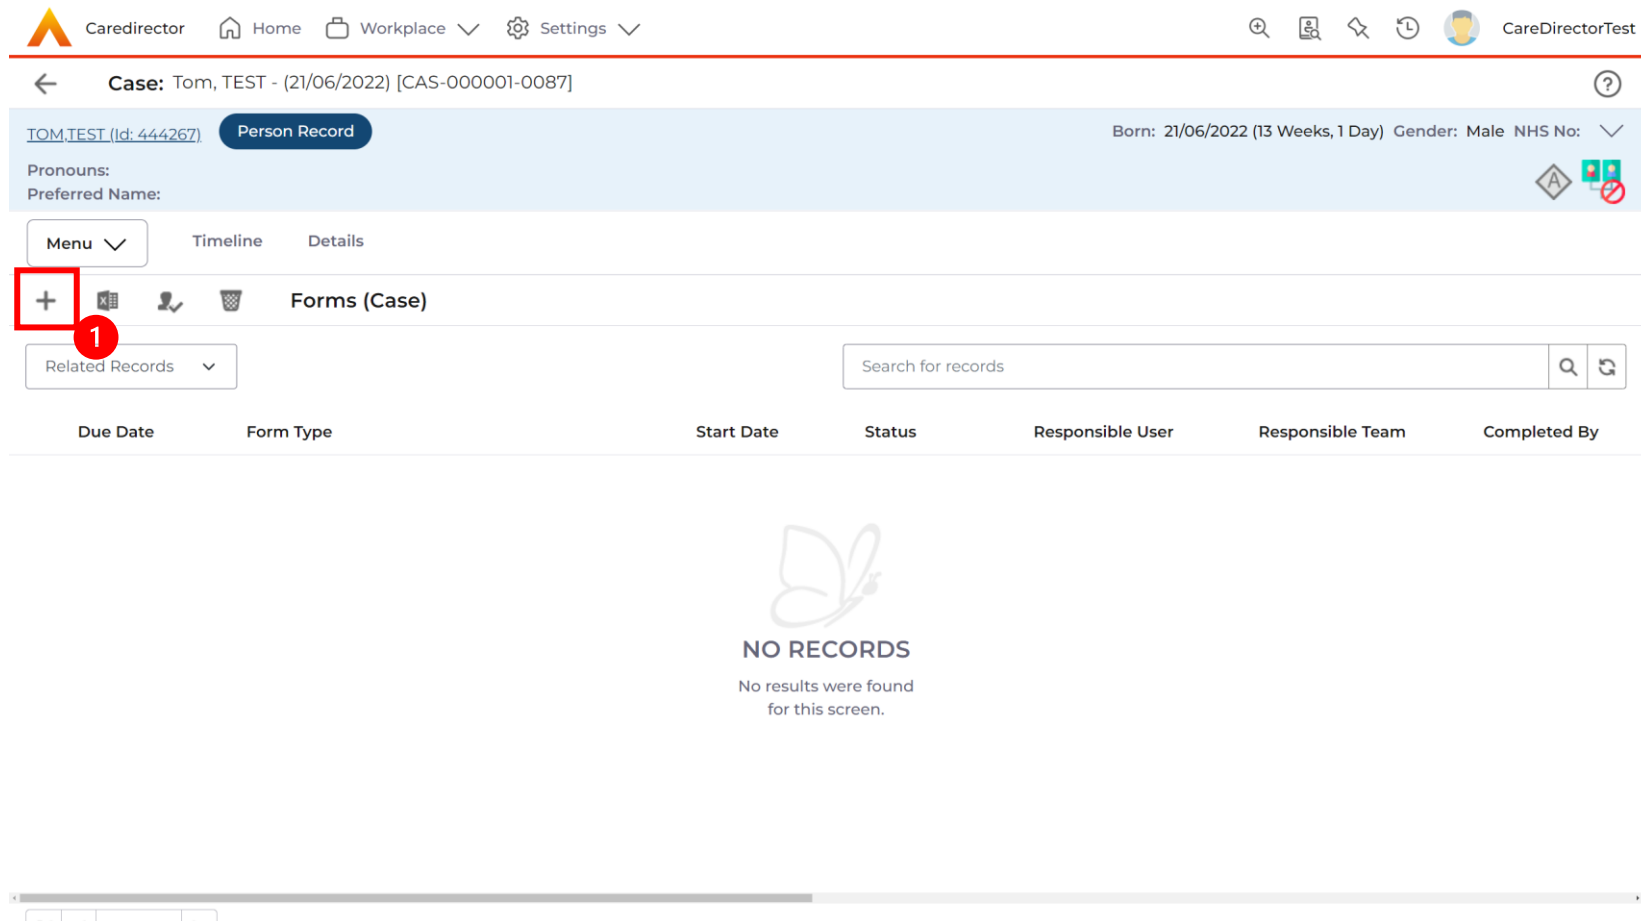 Caredirector Home Workplace Settings CareDirectorTest
Case: Tom, TEST - (21/06/2022) [CAS-000001-0087]
TOM,TEST (Id: 444267) Person Record Born: 21/06/2022 (13 Weeks, 1 Day) Gender: Male NHS No:
Pronouns:
Preferred Name:
A
Menu Timeline Details
Forms (Case)
1
Related Records Search for records
Due Date Form Type Start Date Status Responsible User Responsible Team Completed By
NO RECORDS
No results were found
for this screen.